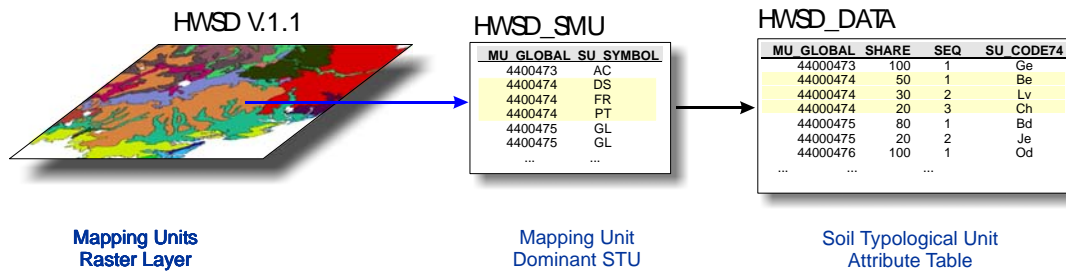 HWSD V.1.1
Mapping Units
Raster Layer
HWSD_SMU
MU_GLOBAL SU_SYMBOL
4400473 AC
4400474 DS
4400474 FR
4400474 PT
4400475 GL
4400475 GL
... ...
Mapping Unit
Dominant STU
HWSD_DATA
MU_GLOBAL SHARE SEQ SU_CODE74
44000473 100 1 Ge
44000474 50 1 Be
44000474 30 2 Lv
44000474 20 3 Ch
44000475 80 1 Bd
44000475 20 2 Je
44000476 100 1 Od
... ... ...
Soil Typological Unit
Attribute Table